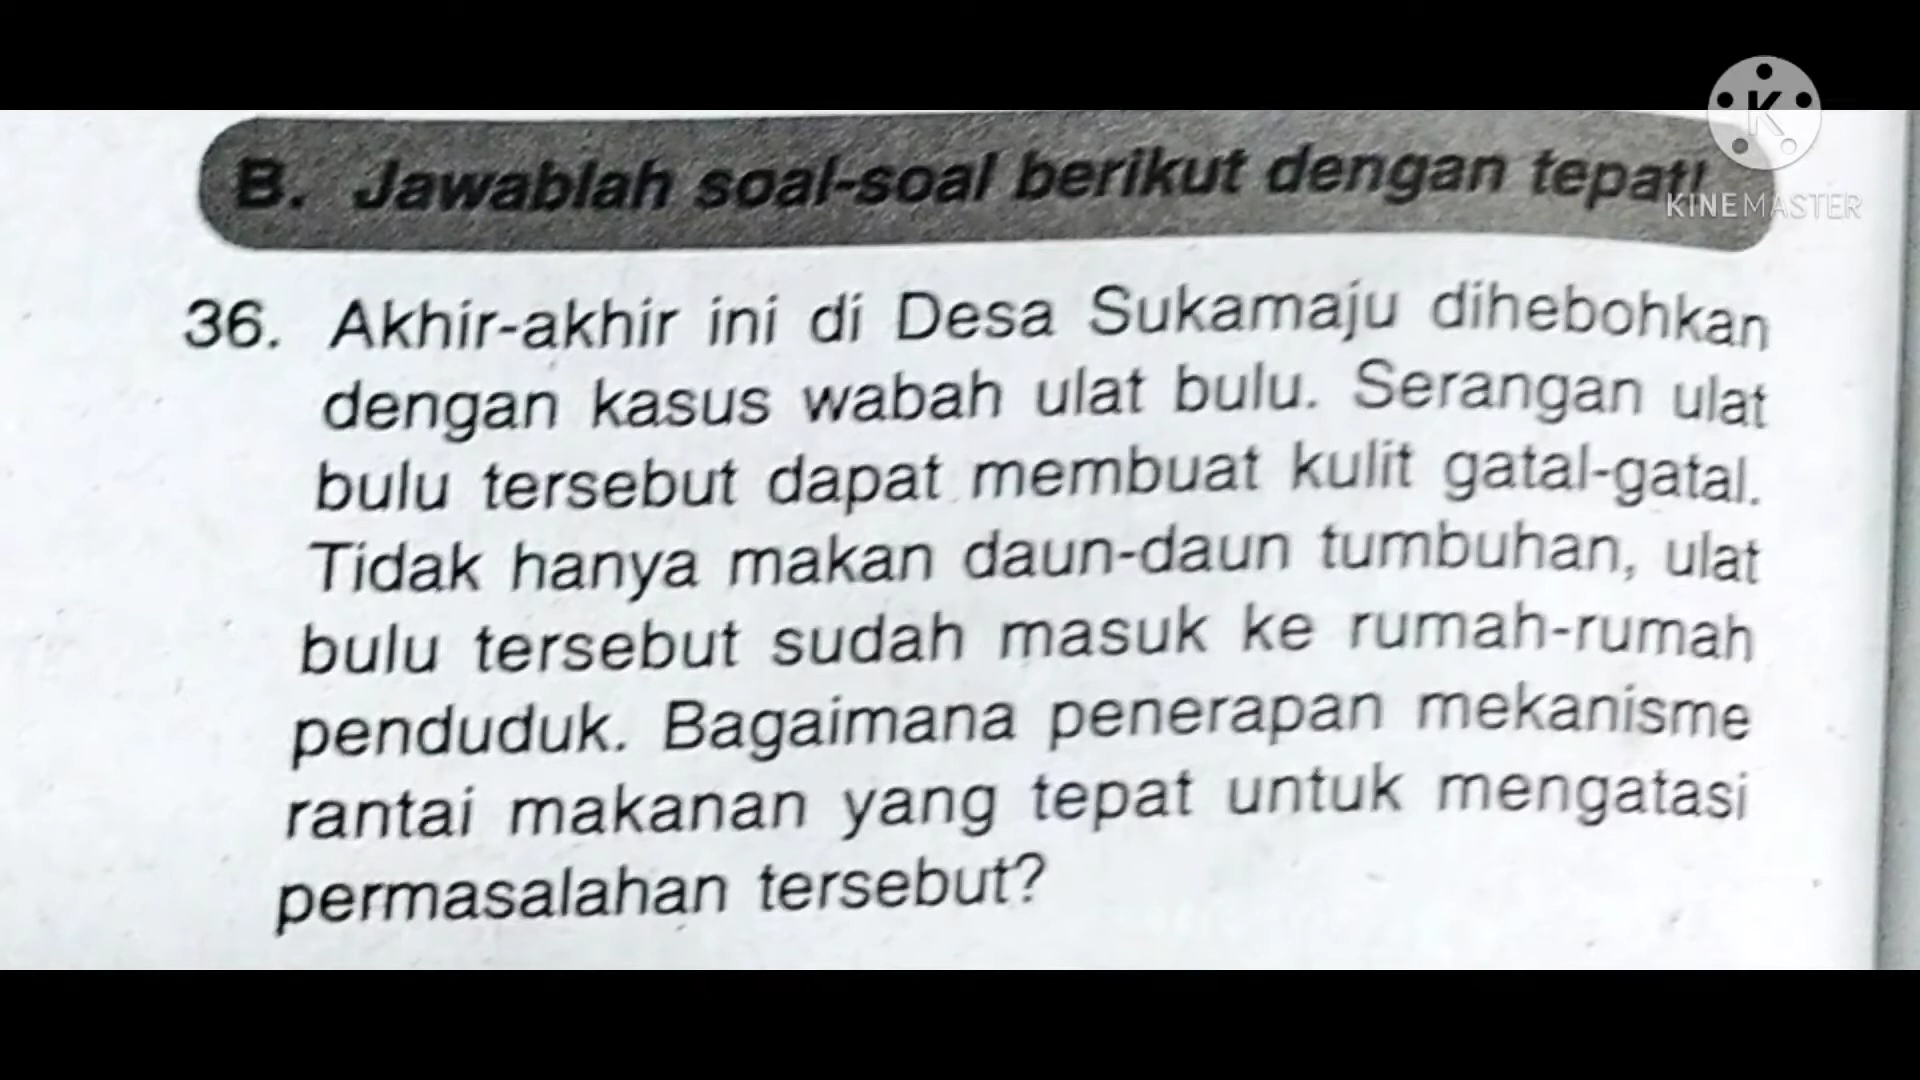 K
KINEMASTER
B. Jawablah soal-soal berikut dengan tepat!
36. Akhir-akhir ini di Desa Sukamaju dihebohkan
dengan kasus wabah ulat bulu. Serangan ulat
bulu tersebut dapat membuat kulit gatal-gatal.
Tidak hanya makan daun-daun tumbuhan, ulat
bulu tersebut sudah masuk ke rumah-rumah
penduduk. Bagaimana penerapan mekanisme
rantai makanan yang tepat untuk mengatasi
permasalahan tersebut?